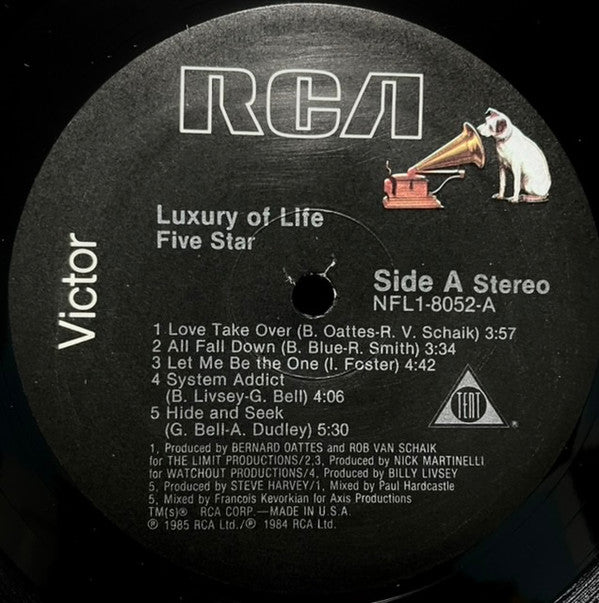 RCA
Victor
Luxury of Life
Five Star
Side A Stereo
NFL1-8052-A
1 Love Take Over (B. Oattes-R. V. Schaik) 3:57
2 All Fall Down (B. Blue-R. Smith) 3:34
3 Let Me Be the One (I. Foster) 4:42
4 System Addict
(B. Livsey-G. Bell) 4:06
5 Hide and Seek
(G. Bell-A. Dudley) 5:30
TENT
®
1, Produced by BERNARD OATTES and ROB VAN SCHAIK
for THE LIMIT PRODUCTIONS/2,3, Produced by NICK MARTINELLI
for WATCHOUT PRODUCTIONS/4, Produced by BILLY LIVSEY
5, Produced by STEVE HARVEY/1, Mixed by Paul Hardcastle
5, Mixed by Francois Kevorkian for Axis Productions
TM(s)® RCA CORP.—MADE IN U.S.A.
℗ 1985 RCA Ltd./℗ 1984 RCA Ltd.